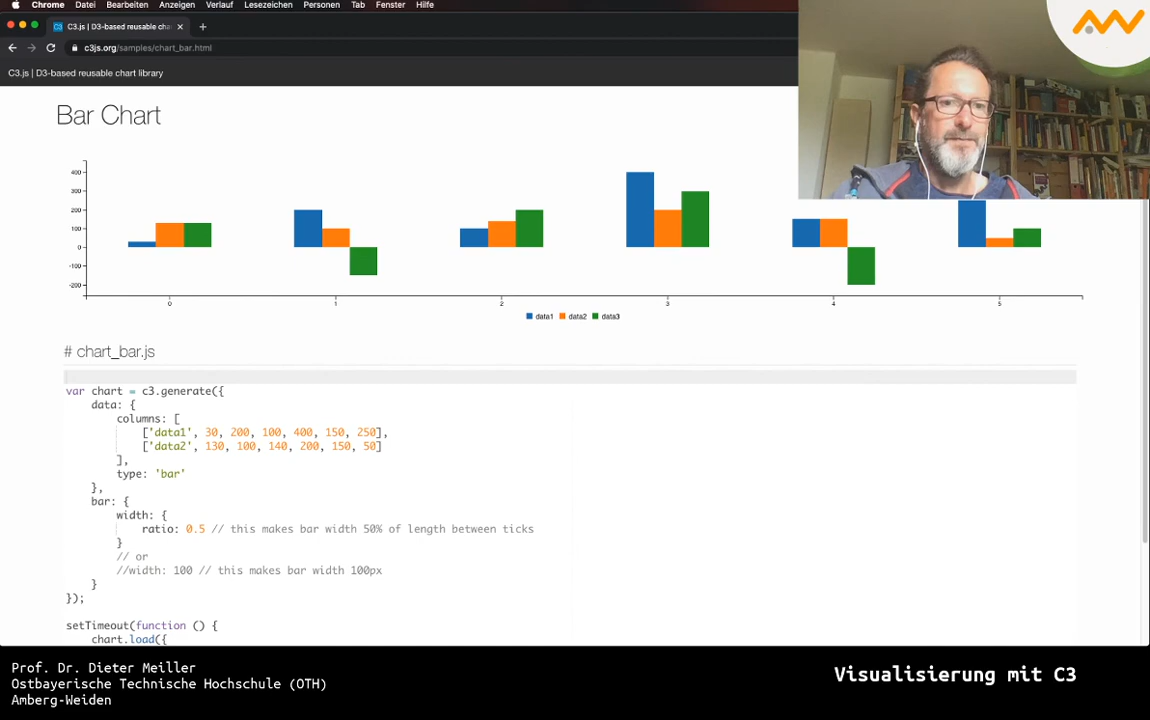 Chrome Datei Bearbeiten Anzeigen Verlauf Lesezeichen Personen Tab Fenster Hilfe
C3.js | D3-based reusable cha
c3js.org/samples/chart_bar.html
C3.js | D3-based reusable chart library
Bar Chart
400
300
200
100
0
-100
-200
0 1 2 3 4 5
data1 data2 data3
# chart_bar.js
var chart = c3.generate({
    data: {
        columns: [
            ['data1', 30, 200, 100, 400, 150, 250],
            ['data2', 130, 100, 140, 200, 150, 50]
        ],
        type: 'bar'
    },
    bar: {
        width: {
            ratio: 0.5 // this makes bar width 50% of length between ticks
        }
        // or
        //width: 100 // this makes bar width 100px
    }
});
setTimeout(function () {
    chart.load({
Prof. Dr. Dieter Meiller
Ostbayerische Technische Hochschule (OTH)
Amberg-Weiden
Visualisierung mit C3